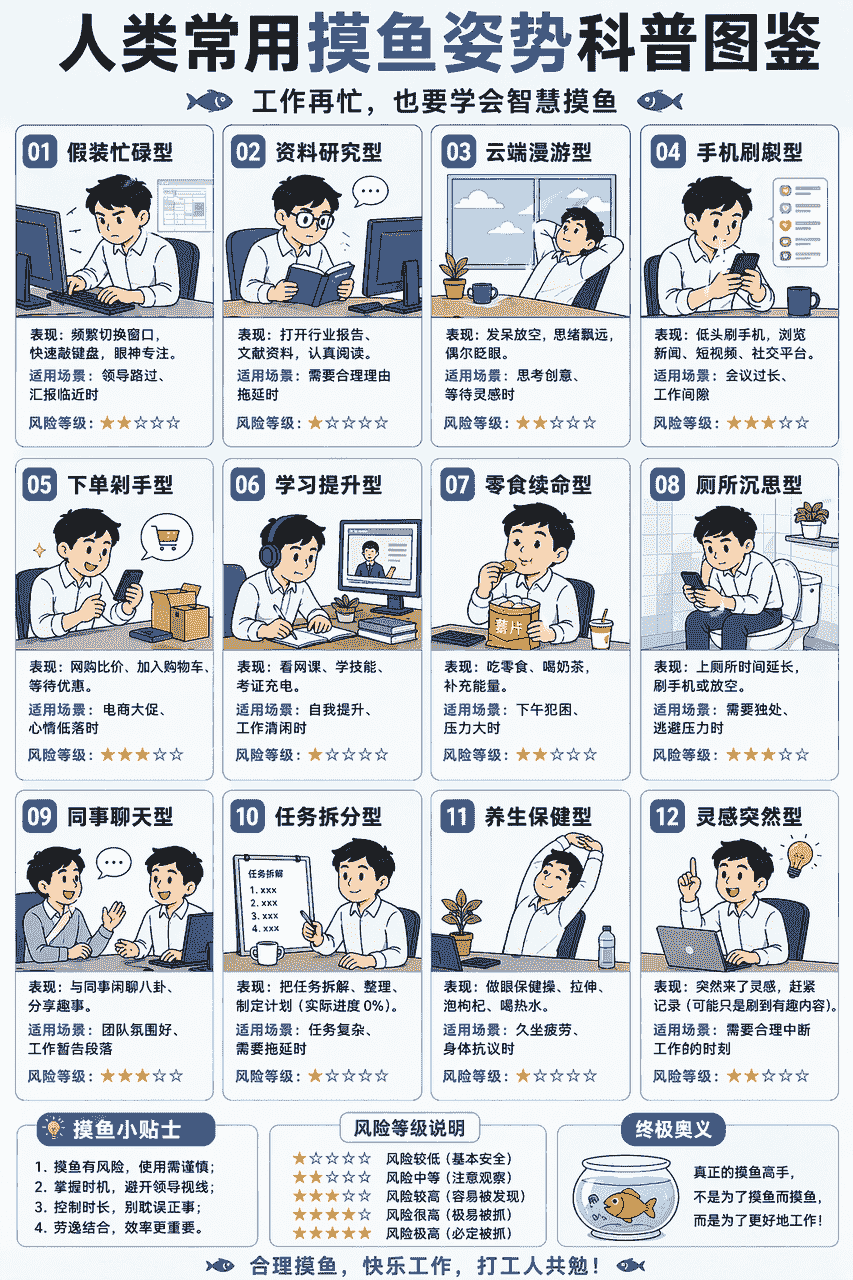 人类常用摸鱼姿势科普图鉴
工作再忙，也要学会智慧摸鱼
01 假装忙碌型
表现：频繁切换窗口，
快速敲键盘，眼神专注。
适用场景：领导路过、
汇报临近时
风险等级：★★☆☆☆
02 资料研究型
表现：打开行业报告、
文献资料，认真阅读。
适用场景：需要合理理由
拖延时
风险等级：★☆☆☆☆
03 云端漫游型
表现：发呆放空，思绪飘远，
偶尔眨眼。
适用场景：思考创意、
等待灵感时
风险等级：★★☆☆☆
04 手机刷型
表现：低头刷手机，浏览
新闻、短视频、社交平台。
适用场景：会议过长、
工作间隙
风险等级：★★★☆☆
05 下单剁手型
表现：网购比价、加入购物车、
等待优惠。
适用场景：电商大促、
心情低落时
风险等级：★★★☆☆
06 学习提升型
表现：看网课、学技能、
考证充电。
适用场景：自我提升、
工作清闲时
风险等级：★☆☆☆☆
07 零食续命型
片
表现：吃零食、喝奶茶，
补充能量。
适用场景：下午犯困、
压力大时
风险等级：★★☆☆☆
08 厕所沉思型
表现：上厕所时间延长，
刷手机或放空。
适用场景：需要独处、
逃避压力时
风险等级：★★★☆☆
09 同事聊天型
表现：与同事闲聊八卦、
分享趣事。
适用场景：团队氛围好、
工作暂告段落
风险等级：★★★☆☆
10 任务拆分型
任务拆解
1. xxx
2. xxx
3. xxx
4. xxx
表现：把任务拆解、整理、
制定计划（实际进度 0%）。
适用场景：任务复杂、
需要拖延时
风险等级：★☆☆☆☆
11 养生保健型
表现：做眼保健操、拉伸、
泡枸杞、喝热水。
适用场景：久坐疲劳、
身体抗议时
风险等级：★☆☆☆☆
12 灵感突然型
表现：突然来了灵感，赶紧
记录（可能只是刷到有趣内容）。
适用场景：需要合理中断
工作的时刻
风险等级：★★☆☆☆
摸鱼小贴士
1. 摸鱼有风险，使用需谨慎；
2. 掌握时机，避开领导视线；
3. 控制时长，别耽误正事；
4. 劳逸结合，效率更重要。
风险等级说明
★☆☆☆☆ 风险较低（基本安全）
★★☆☆☆ 风险中等（注意观察）
★★★☆☆ 风险较高（容易被发现）
★★★★☆ 风险很高（极易被抓）
★★★★★ 风险极高（必定被抓）
终极奥义
真正的摸鱼高手，
不是为了摸鱼而摸鱼，
而是为了更好地工作！
合理摸鱼，快乐工作，打工人共勉！